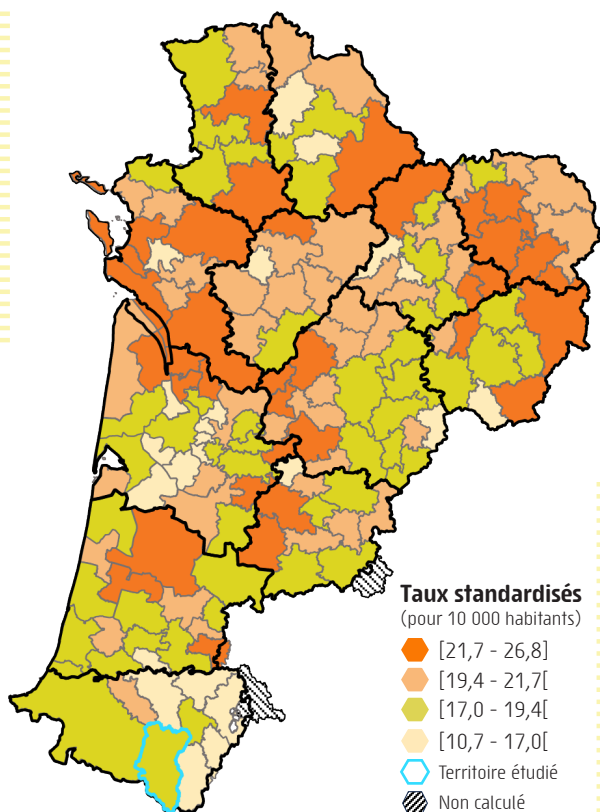 Taux standardisés
(pour 10 000 habitants)
[21,7 - 26,8]
[19,4 - 21,7[
[17,0 - 19,4[
[10,7 - 17,0[
Territoire étudié
Non calculé